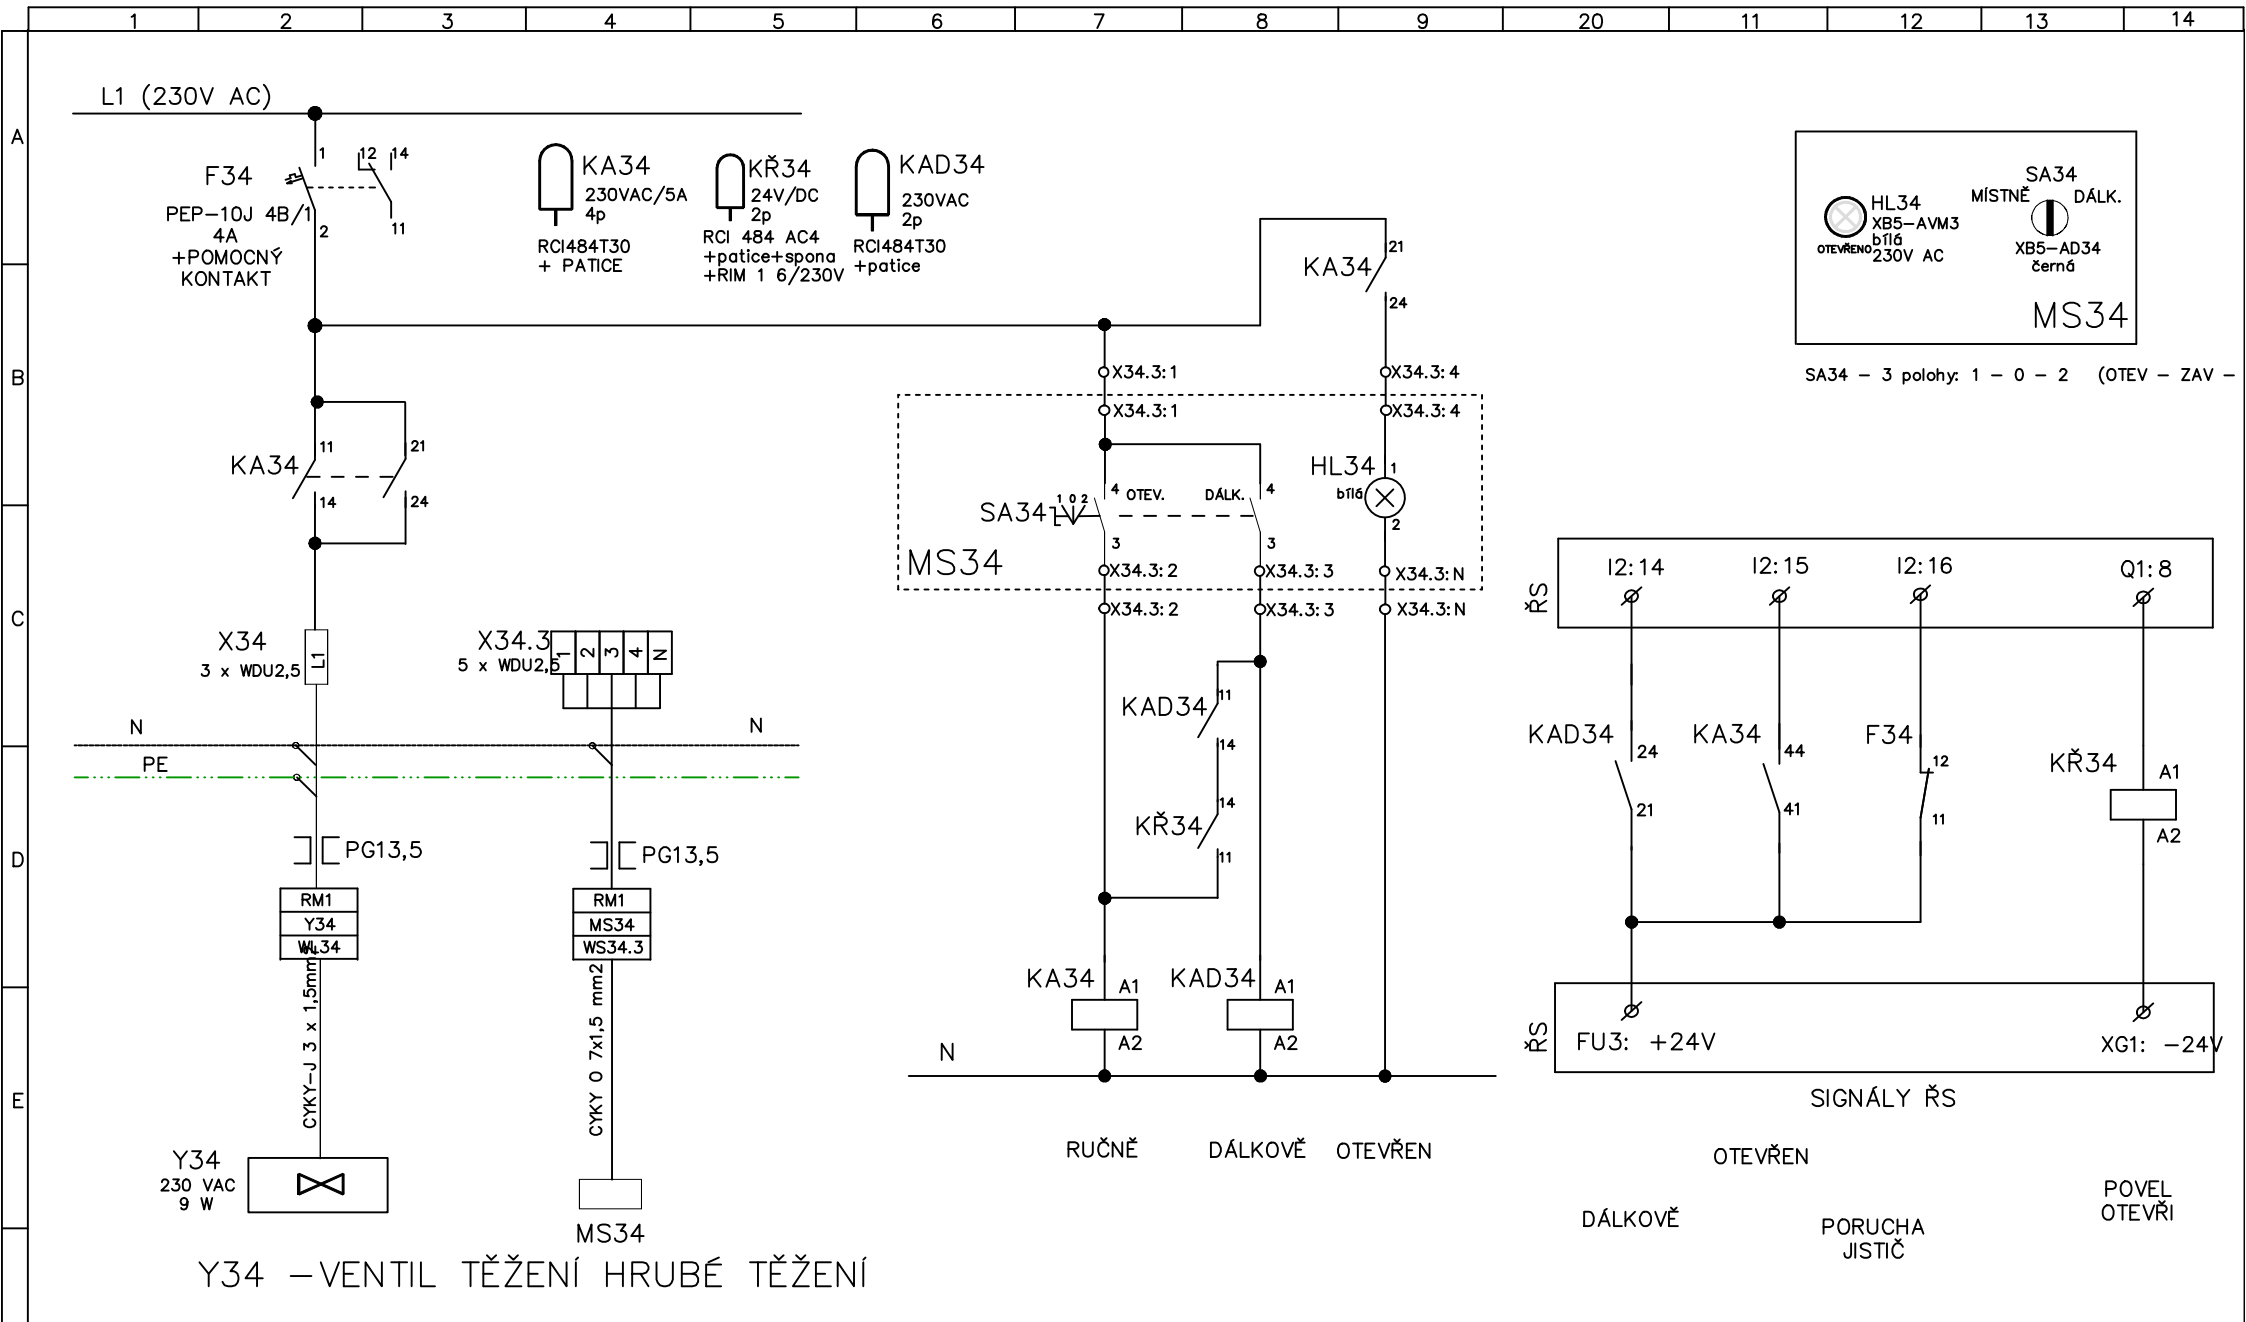 1 2 3 4 5 6 7 8 9 20 11 12 13 14
A
B
C
D
E
L1 (230V AC)
F34
PEP-10J 4B/1
4A
+POMOCNÝ
KONTAKT
1
2
12
14
11
KA34
230VAC/5A
4p
RCI484T30
+ PATICE
KŘ34
24V/DC
2p
RCI 484 AC4
+patice+spona
+RIM 1 6/230V
KAD34
230VAC
2p
RCI484T30
+patice
KA34
21
24
HL34
XB5-AVM3
bílá
230V AC
OTEVŘENO
SA34
MÍSTNĚ
DÁLK.
XB5-AD34
černá
MS34
SA34 - 3 polohy: 1 - 0 - 2 (OTEV - ZAV -
KA34
11
14
21
24
X34.3:1
X34.3:4
X34.3:1
X34.3:4
SA34
1 0 2
4
OTEV.
DÁLK.
4
3
3
HL34
bílá
1
2
MS34
X34.3:2
X34.3:3
X34.3:N
X34.3:2
X34.3:3
X34.3:N
X34
3 x WDU2,5
L1
X34.3
5 x WDU2,5
1
2
3
4
N
N
N
PE
PG13,5
PG13,5
RM1
Y34
WL34
RM1
MS34
WS34.3
CYKY-J 3 x 1,5mm2
CYKY O 7x1,5 mm2
Y34
230 VAC
9 W
MS34
Y34 -VENTIL TĚŽENÍ HRUBÉ TĚŽENÍ
KAD34
11
14
KŘ34
14
11
KA34
A1
A2
KAD34
A1
A2
N
RUČNĚ
DÁLKOVĚ
OTEVŘEN
ŘS
I2:14
I2:15
I2:16
Q1:8
KAD34
24
21
KA34
44
41
F34
12
11
KŘ34
A1
A2
ŘS
FU3: +24V
XG1: -24V
SIGNÁLY ŘS
OTEVŘEN
DÁLKOVĚ
PORUCHA
JISTIČ
POVEL
OTEVŘI